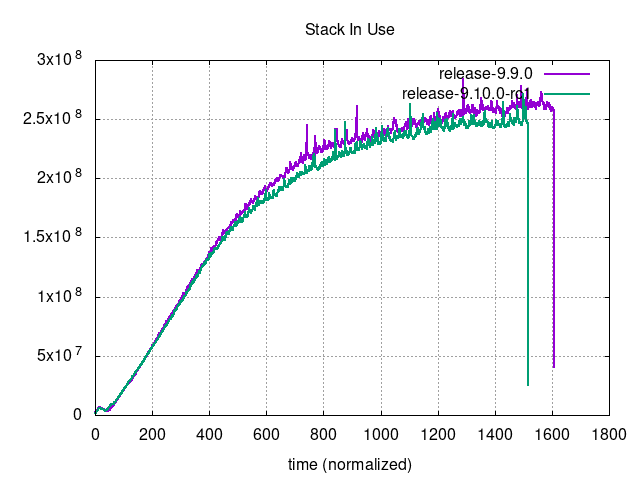 Stack In Use
3x10^8
2.5x10^8
2x10^8
1.5x10^8
1x10^8
5x10^7
0
release-9.9.0
release-9.10.0-rc1
0 200 400 600 800 1000 1200 1400 1600 1800
time (normalized)